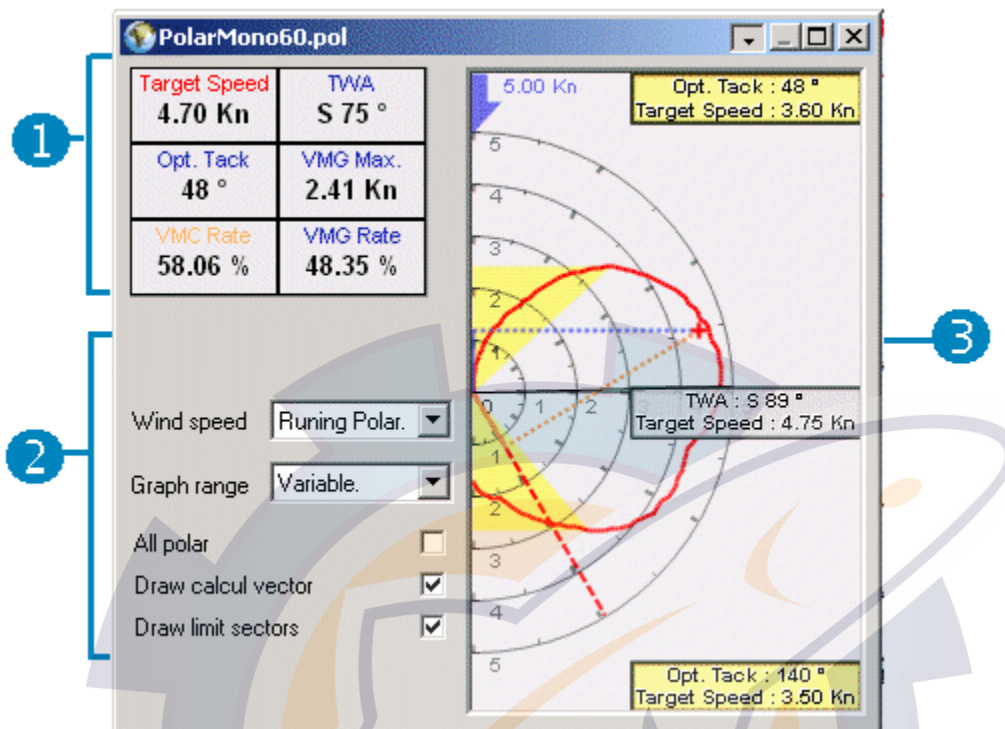 PolarMono60.pol
1
Target Speed
4.70 Kn
TWA
S 75 °
Opt. Tack
48 °
VMG Max.
2.41 Kn
VMC Rate
58.06 %
VMG Rate
48.35 %
2
Wind speed
Runing Polar.
Graph range
Variable.
All polar
Draw calcul vector
Draw limit sectors
5.00 Kn
Opt. Tack : 48 °
Target Speed : 3.60 Kn
5
4
3
2
1
0 1 2 3
TWA : S 89 °
Target Speed : 4.75 Kn
1
2
3
4
5
Opt. Tack : 140 °
Target Speed : 3.50 Kn
3